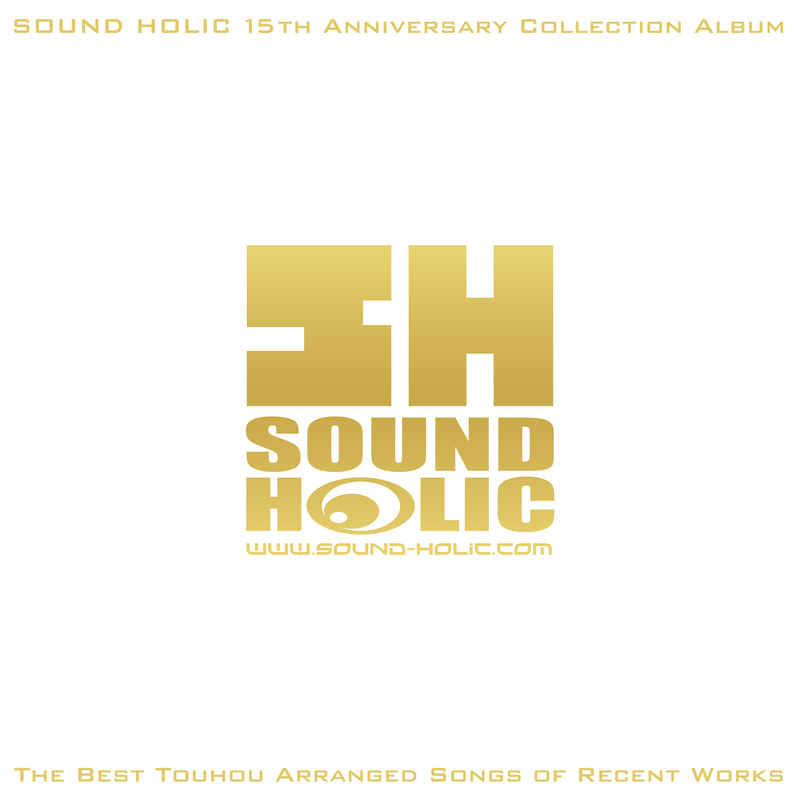 SOUND HOLIC 15TH ANNIVERSARY COLLECTION ALBUM
SH
SOUND
HOLIC
www.sound-holic.com
THE BEST TOUHOU ARRANGED SONGS OF RECENT WORKS